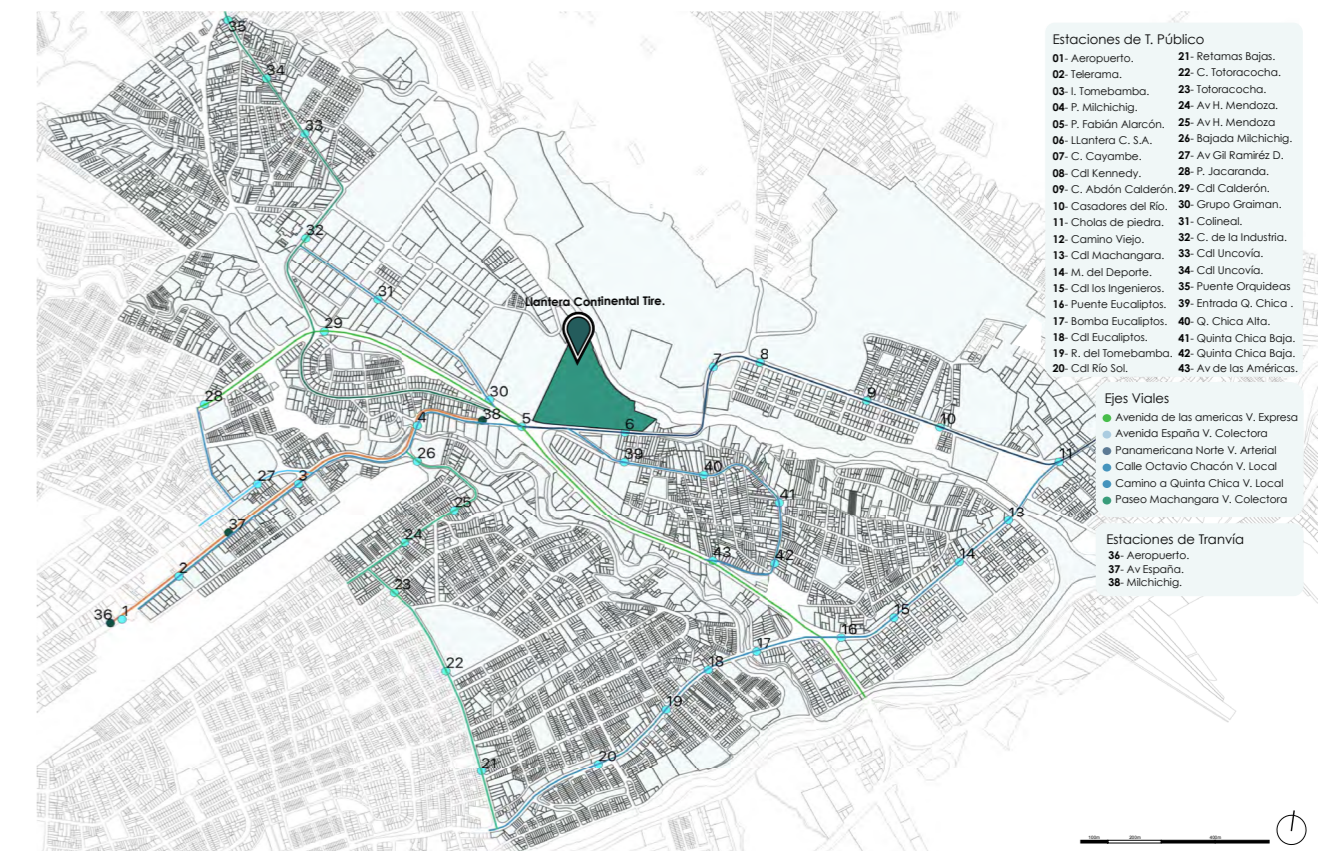 Estaciones de T. Público
01- Aeropuerto.
02- Telerama.
03- I. Tomebamba.
04- P. Milchichig.
05- P. Fabián Alarcón.
06- LLantera C. S.A.
07- C. Cayambe.
08- Cdl Kennedy.
09- C. Abdón Calderón.
10- Casadores del Río.
11- Cholas de piedra.
12- Camino Viejo.
13- Cdl Machangara.
14- M. del Deporte.
15- Cdl los Ingenieros.
16- Puente Eucaliptos.
17- Bomba Eucaliptos.
18- Cdl Eucaliptos.
19- R. del Tomebamba.
20- Cdl Río Sol.
21- Retamas Bajas.
22- C. Totoracocha.
23- Totoracocha.
24- Av H. Mendoza.
25- Av H. Mendoza
26- Bajada Milchichig.
27- Av Gil Ramiréz D.
28- P. Jacaranda.
29- Cdl Calderón.
30- Grupo Graiman.
31- Colineal.
32- C. de la Industria.
33- Cdl Uncovía.
34- Cdl Uncovía.
35- Puente Orquideas
39- Entrada Q. Chica .
40- Q. Chica Alta.
41- Quinta Chica Baja.
42- Quinta Chica Baja.
43- Av de las Américas.
Ejes Viales
Avenida de las americas V. Expresa
Avenida España V. Colectora
Panamericana Norte V. Arterial
Calle Octavio Chacón V. Local
Camino a Quinta Chica V. Local
Paseo Machangara V. Colectora
Estaciones de Tranvía
36- Aeropuerto.
37- Av España.
38- Milchichig.
35
34
33
32
31
Llantera Continental Tire.
29
7
8
28
30
9
38
4
5
6
10
26
39
40
11
27
3
25
41
13
37
24
43
42
14
2
23
36
1
15
16
17
22
18
19
21
20
100m
200m
400m